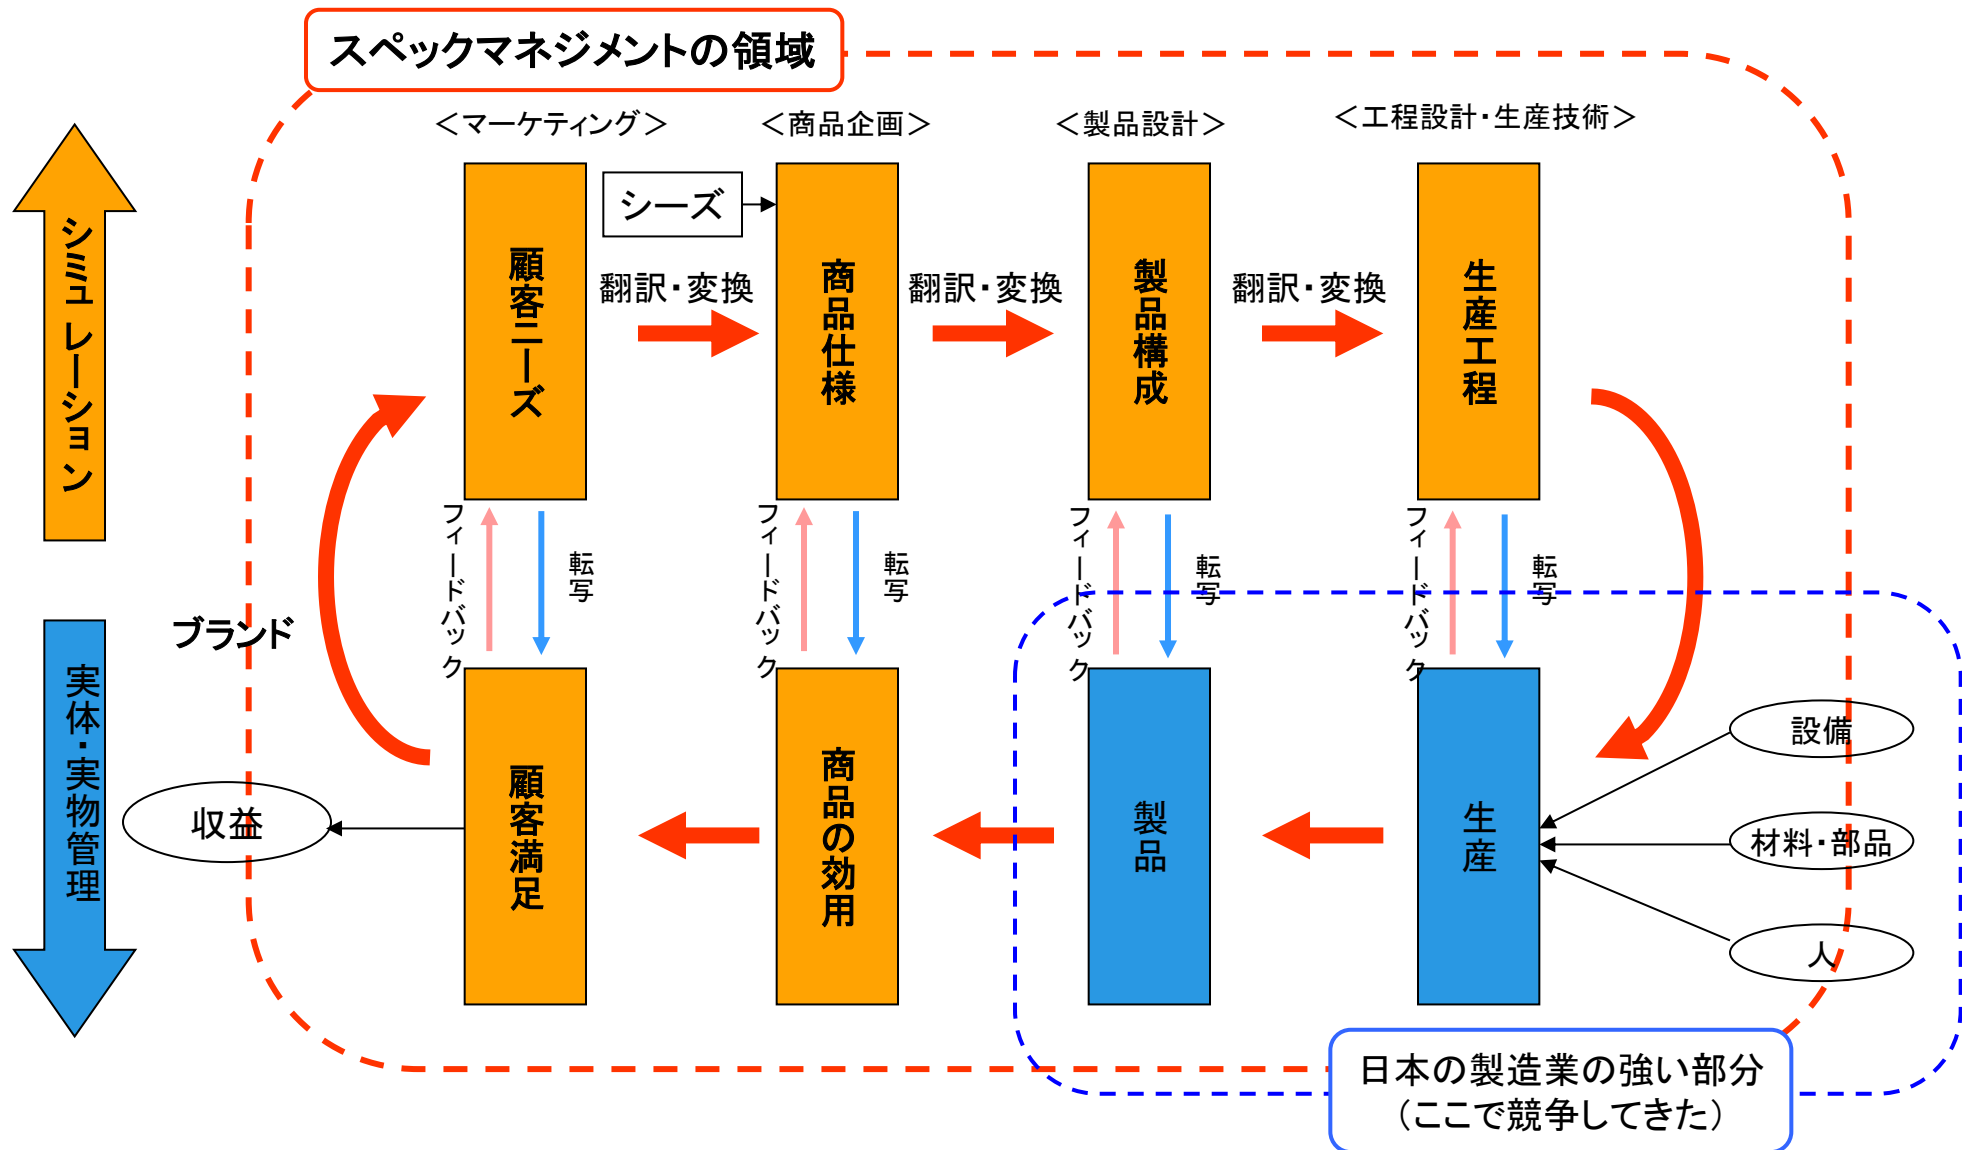 スペックマネジメントの領域
＜マーケティング＞
＜商品企画＞
＜製品設計＞
＜工程設計・生産技術＞
シミュレーション
顧客ニーズ
シーズ
商品仕様
製品構成
生産工程
翻訳・変換
翻訳・変換
翻訳・変換
フィードバック
転写
フィードバック
転写
フィードバック
転写
フィードバック
転写
ブランド
実体・実物管理
収益
顧客満足
商品の効用
製品
生産
設備
材料・部品
人
日本の製造業の強い部分
（ここで競争してきた）